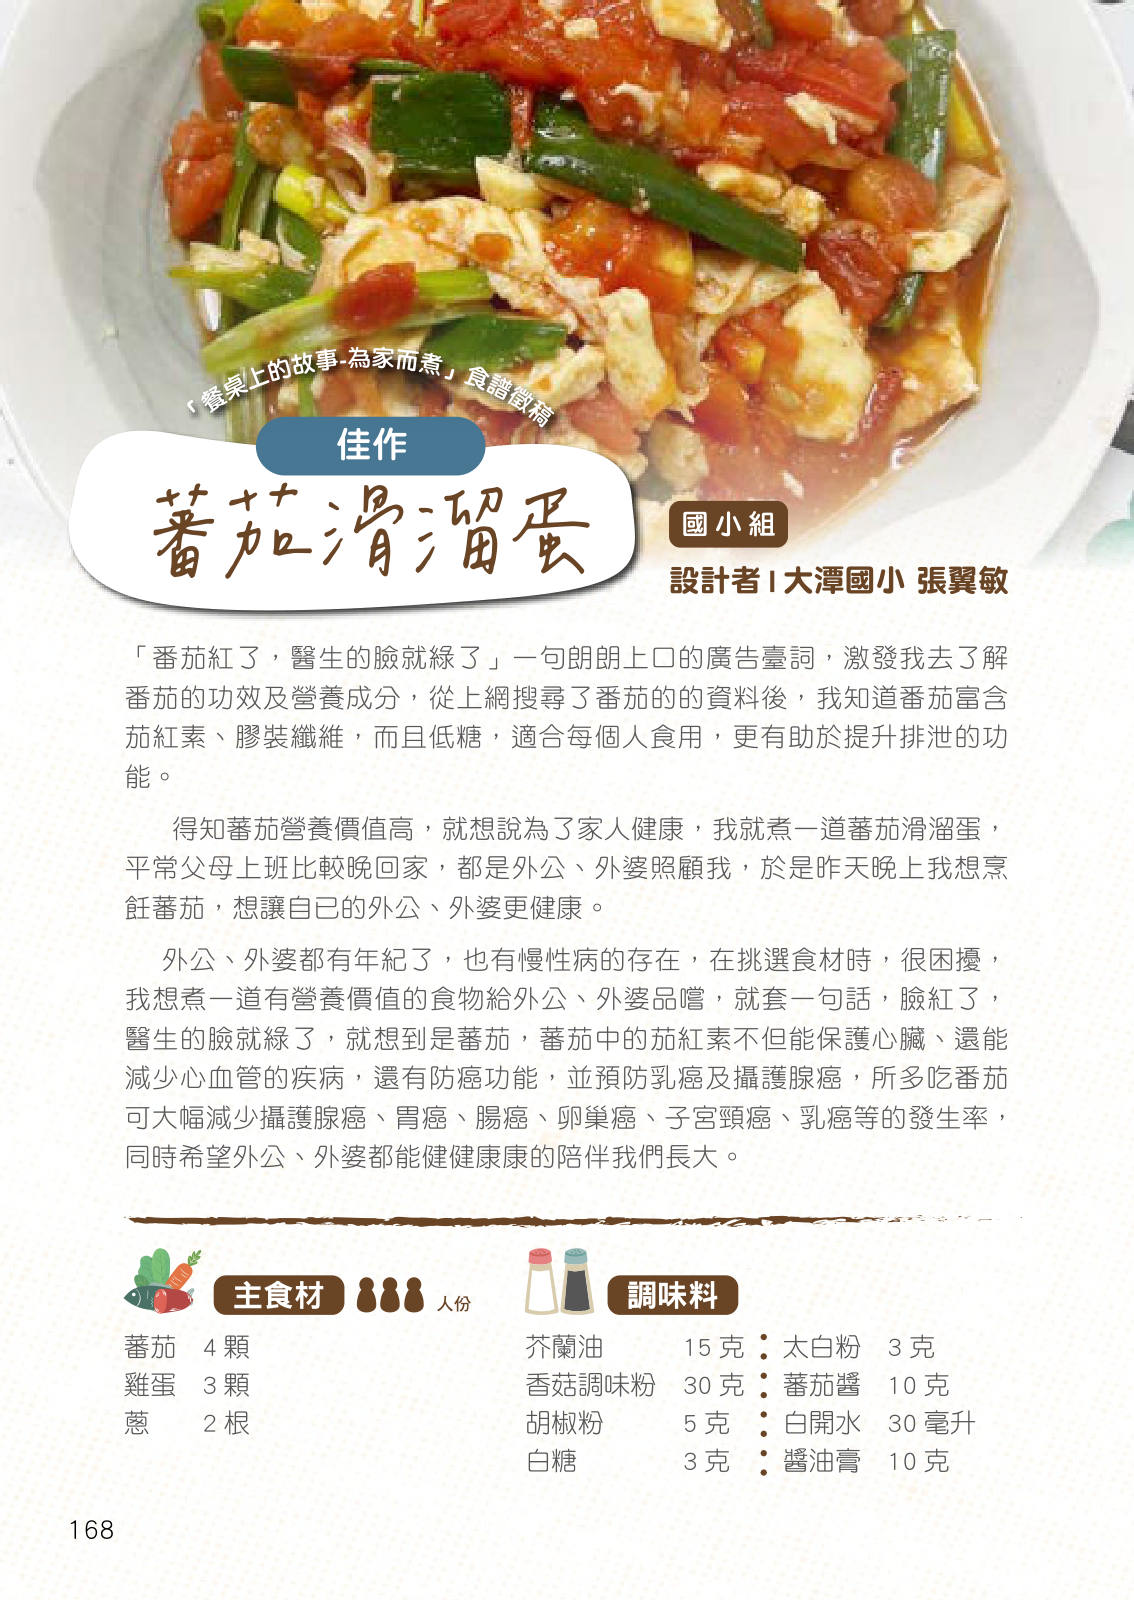 「餐桌上的故事-為家而煮」食譜徵稿
佳作
蕃茄滑溜蛋
國小組
設計者 I 大潭國小 張翼敏
「番茄紅了，醫生的臉就綠了」一句朗朗上口的廣告臺詞，激發我去了解
番茄的功效及營養成分，從上網搜尋了番茄的的資料後，我知道番茄富含
茄紅素、膠裝纖維，而且低糖，適合每個人食用，更有助於提升排泄的功
能。
得知蕃茄營養價值高，就想說為了家人健康，我就煮一道蕃茄滑溜蛋，
平常父母上班比較晚回家，都是外公、外婆照顧我，於是昨天晚上我想烹
飪蕃茄，想讓自已的外公、外婆更健康。
外公、外婆都有年紀了，也有慢性病的存在，在挑選食材時，很困擾，
我想煮一道有營養價值的食物給外公、外婆品嚐，就套一句話，臉紅了，
醫生的臉就綠了，就想到是蕃茄，蕃茄中的茄紅素不但能保護心臟、還能
減少心血管的疾病，還有防癌功能，並預防乳癌及攝護腺癌，所多吃番茄
可大幅減少攝護腺癌、胃癌、腸癌、卵巢癌、子宮頸癌、乳癌等的發生率，
同時希望外公、外婆都能健健康康的陪伴我們長大。
主食材 人份
蕃茄 4 顆
雞蛋 3 顆
蔥 2 根
調味料
芥蘭油 15 克
香菇調味粉 30 克
胡椒粉 5 克
白糖 3 克
太白粉 3 克
蕃茄醬 10 克
白開水 30 毫升
醬油膏 10 克
168